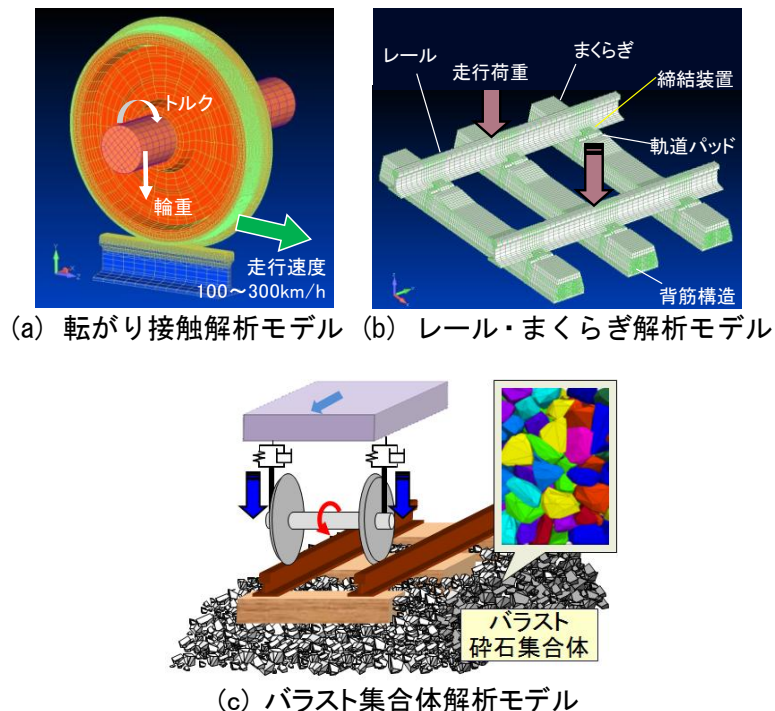 トルク
輪重
走行速度
100～300km/h
レール
走行荷重
まくらぎ
締結装置
軌道パッド
背筋構造
(a) 転がり接触解析モデル
(b) レール・まくらぎ解析モデル
バラスト
砕石集合体
(c) バラスト集合体解析モデル